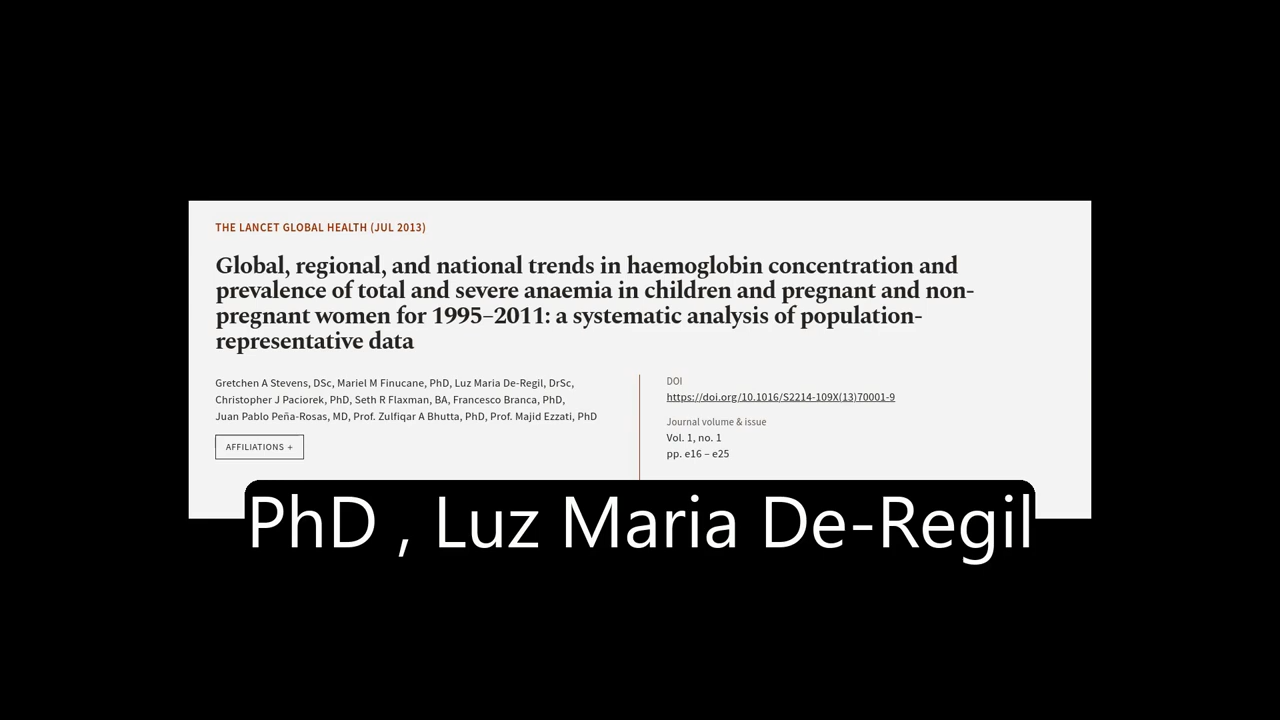 THE LANCET GLOBAL HEALTH (JUL 2013)
Global, regional, and national trends in haemoglobin concentration and
prevalence of total and severe anaemia in children and pregnant and non-
pregnant women for 1995–2011: a systematic analysis of population-
representative data
Gretchen A Stevens, DSc, Mariel M Finucane, PhD, Luz Maria De-Regil, DrSc,
Christopher J Paciorek, PhD, Seth R Flaxman, BA, Francesco Branca, PhD,
Juan Pablo Peña-Rosas, MD, Prof. Zulfiqar A Bhutta, PhD, Prof. Majid Ezzati, PhD
AFFILIATIONS +
DOI
https://doi.org/10.1016/S2214-109X(13)70001-9
Journal volume & issue
Vol. 1, no. 1
pp. e16 – e25
PhD , Luz Maria De-Regil